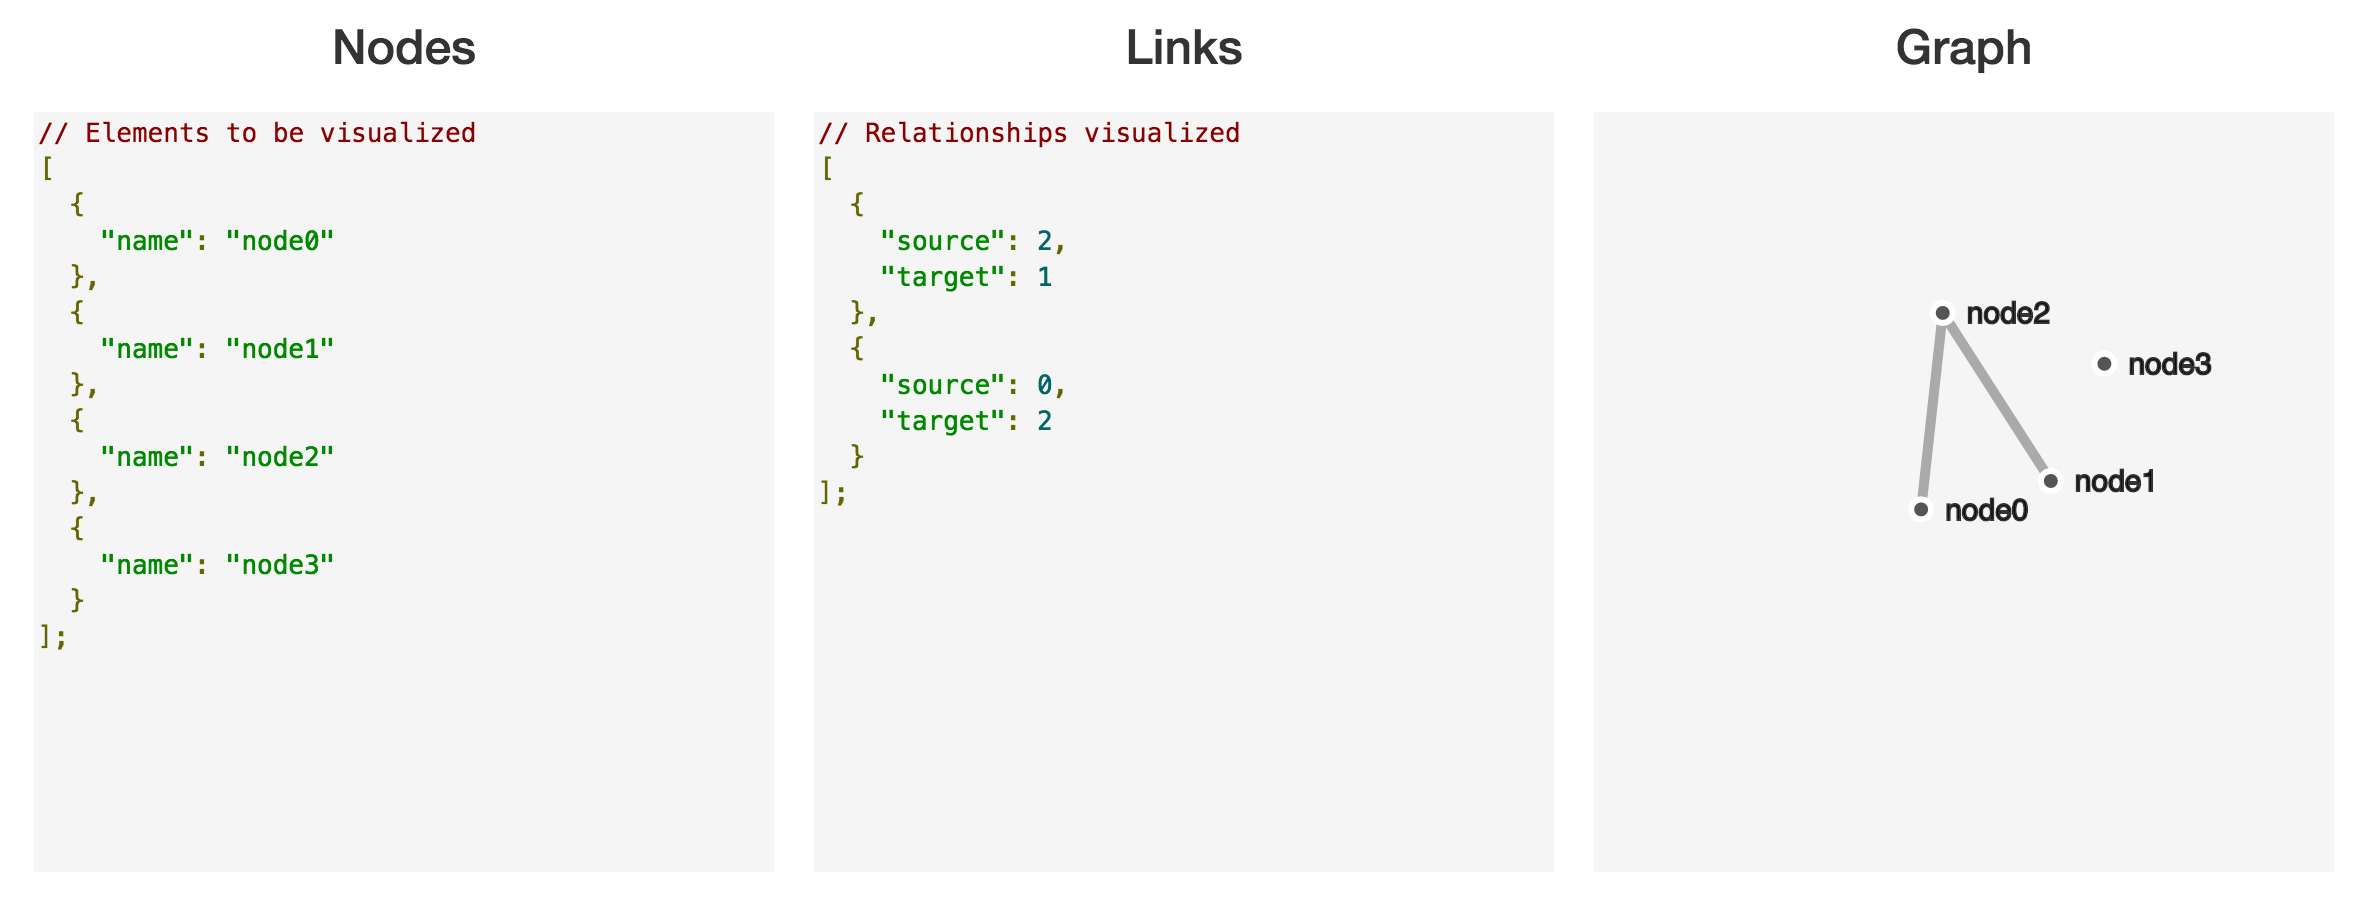 Nodes
// Elements to be visualized
[
  {
    "name": "node0"
  },
  {
    "name": "node1"
  },
  {
    "name": "node2"
  },
  {
    "name": "node3"
  }
];
Links
// Relationships visualized
[
  {
    "source": 2,
    "target": 1
  },
  {
    "source": 0,
    "target": 2
  }
];
Graph
node2
node3
node1
node0